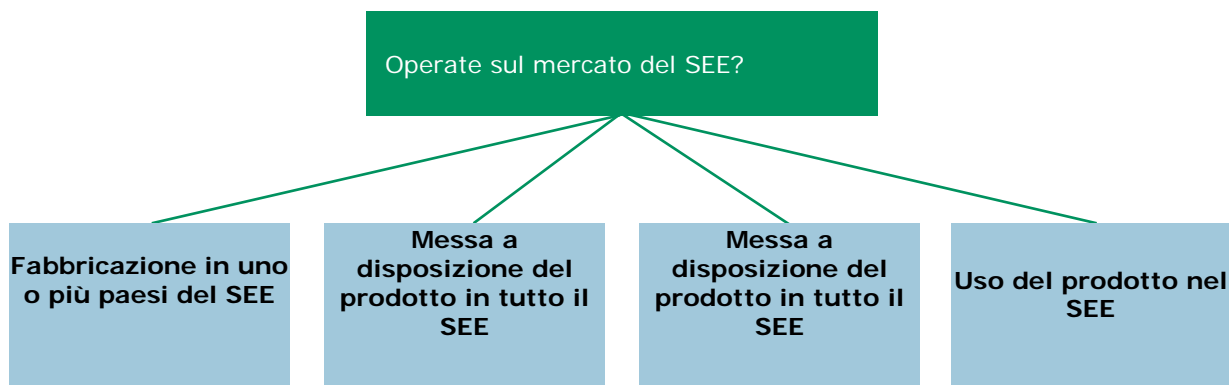 Operate sul mercato del SEE?
Fabbricazione in uno
o più paesi del SEE
Messa a
disposizione del
prodotto in tutto il
SEE
Messa a
disposizione del
prodotto in tutto il
SEE
Uso del prodotto nel
SEE